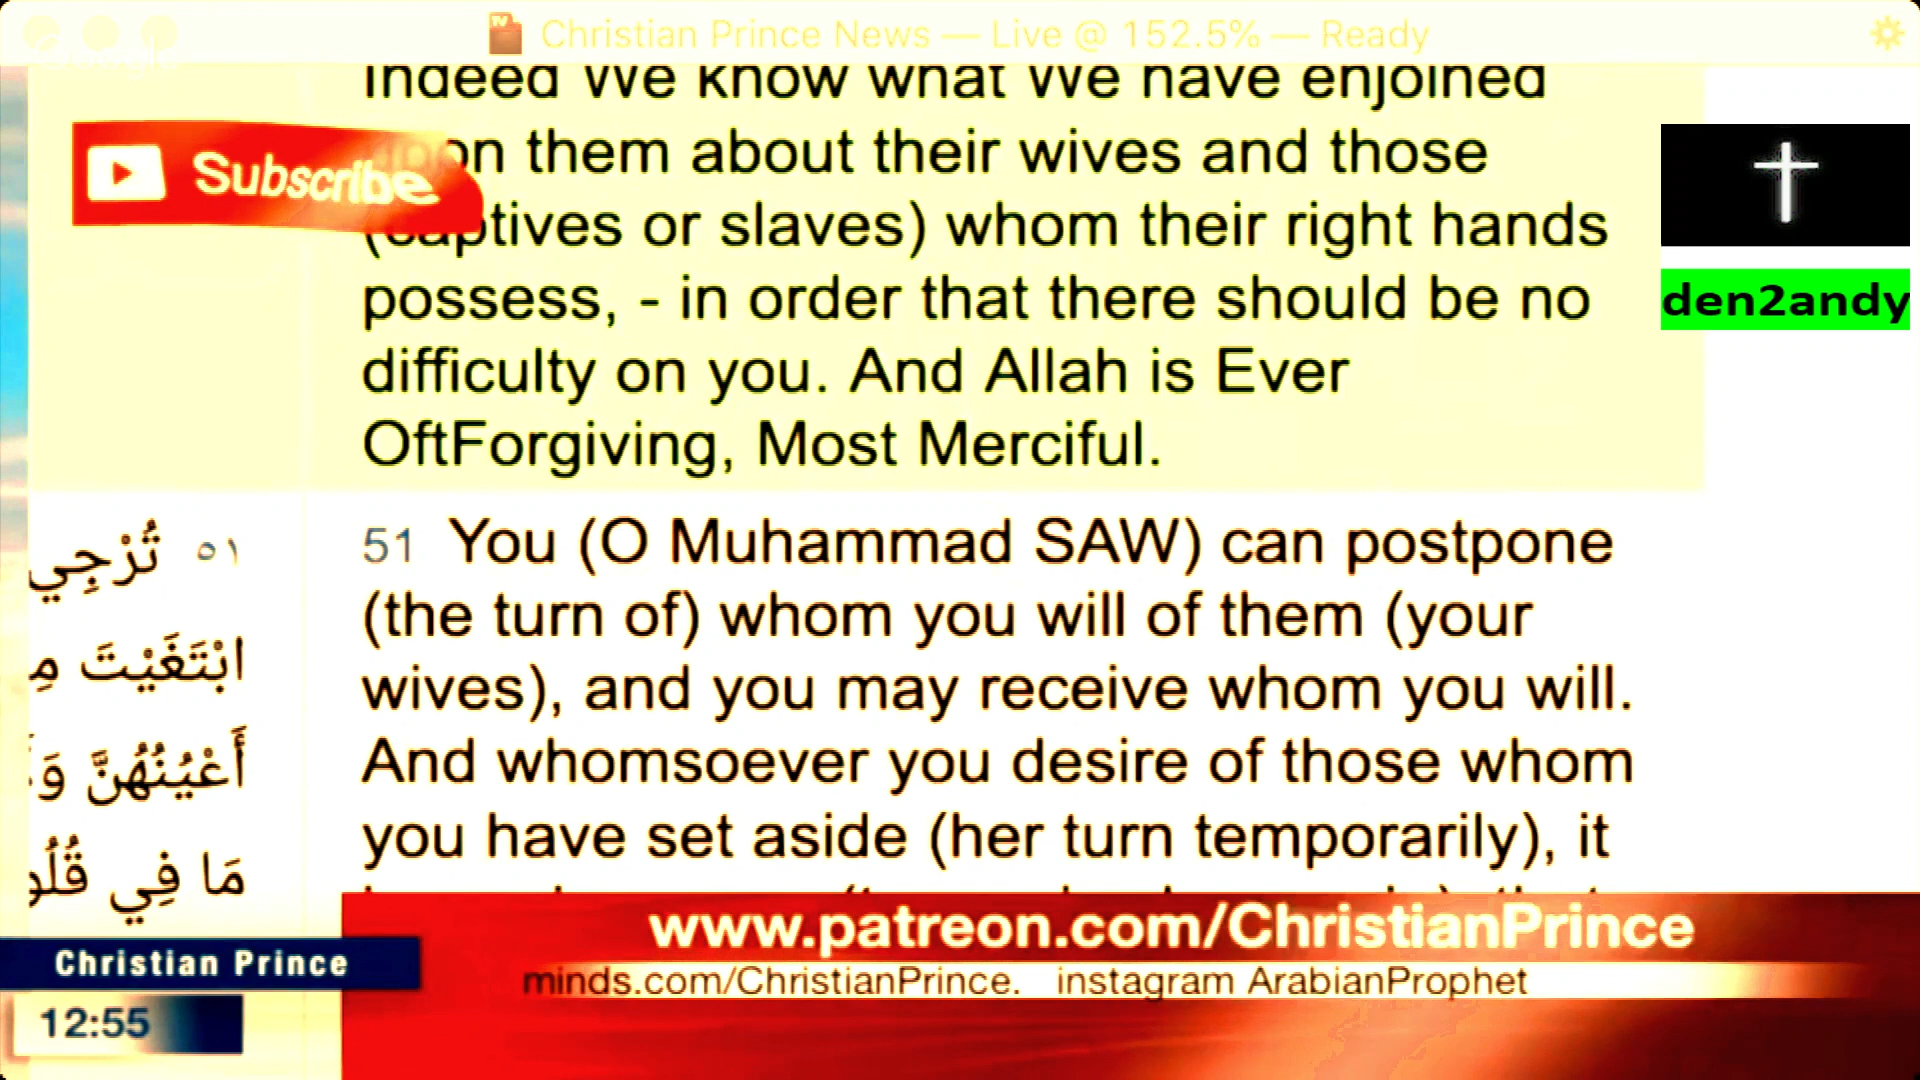 Christian Prince News — Live @ 152.5% — Ready
Google
Indeed We know what We have enjoined
upon them about their wives and those
(captives or slaves) whom their right hands
possess, - in order that there should be no
difficulty on you. And Allah is Ever
OftForgiving, Most Merciful.
Subscribe
den2andy
51 You (O Muhammad SAW) can postpone
(the turn of) whom you will of them (your
wives), and you may receive whom you will.
And whomsoever you desire of those whom
you have set aside (her turn temporarily), it
٥١ تُرْجِي
ابْتَغَيْتَ مِ
أَعْيُنُهُنَّ وَ
مَا فِي قُلُو
www.patreon.com/ChristianPrince
minds.com/ChristianPrince. instagram ArabianProphet
Christian Prince
12:55